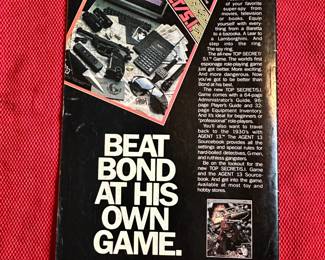 of your favorite
super-spy from
movies, television
or books. Equip
yourself with every-
thing from a Baretta
to a bazooka. A Lear to
a Lamborghini. And
step into the ring.
The spy ring.
The all-new TOP SECRET/
S.I.™ Game. The world's first
espionage role-playing game
just got better. More exciting.
And more dangerous. Now
you've got to be better than
Bond at his best.
The new TOP SECRET/S.I.
Game comes with a 64-page
Administrator's Guide, 96-
page Player's Guide and 32-
page Equipment Inventory.
And it's ideal for beginners or
"professional" role-players.
You'll also want to travel
back to the 1930's with
AGENT 13.™ The AGENT 13
Sourcebook provides all the
settings and special rules for
hard-boiled detectives, G-men,
and ruthless gangsters.
Be on the lookout for the
new TOP SECRET/S.I. Game
and the AGENT 13 Source-
book. And get into the game.
Available at most toy and
hobby stores.
BEAT
BOND
AT HIS
OWN
GAME.